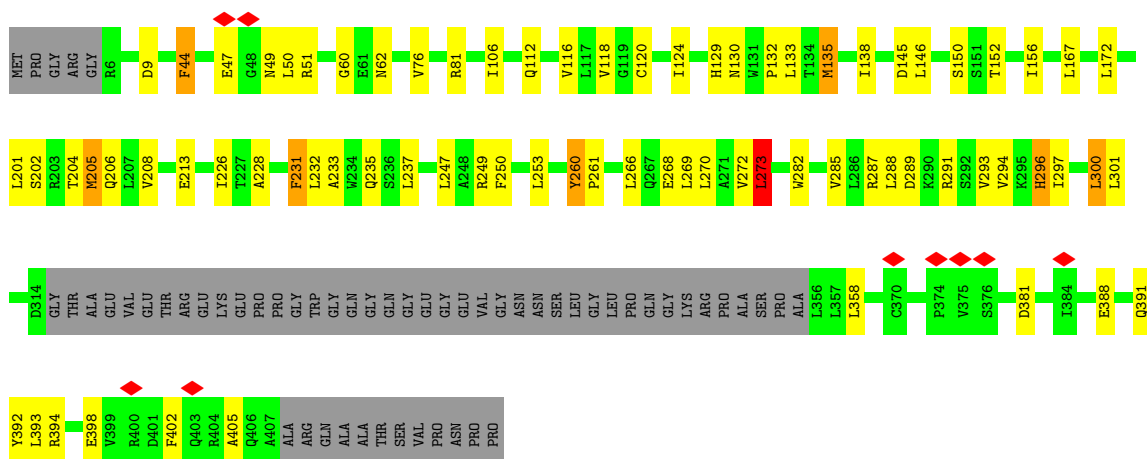 MET PRO GLY ARG GLY R6 D9 F44 E47 G48 N49 L50 R51 G60 E61 N62 V76 R81 I106 Q112 V116 L117 V118 G119 C120 I124 H129 N130 W131 P132 L133 T134 M135 I138 D145 L146 S150 S151 T152 I156 L167 L172
L201 S202 R203 T204 M205 Q206 L207 V208 E213 I226 T227 A228 F231 L232 A233 W234 Q235 S236 L237 L247 A248 R249 F250 L253 Y260 P261 L266 Q267 E268 L269 L270 A271 V272 L273 W282 V285 L286 R287 L288 D289 K290 R291 S292 V293 V294 K295 H296 I297 L300 L301
D314 GLY THR ALA GLU VAL GLU THR ARG GLU LYS GLU PRO PRO GLY TRP GLY GLN GLY GLN GLY GLU GLY GLU VAL GLY ASN ASN SER LEU GLY LEU PRO GLN GLY LYS ARG PRO ALA SER PRO ALA L356 L357 L358 C370 P374 V375 S376 D381 I384 E388 Q391
Y392 L393 R394 E398 V399 R400 D401 F402 Q403 R404 A405 Q406 A407 ALA ARG GLN ALA ALA THR SER VAL PRO ASN PRO PRO